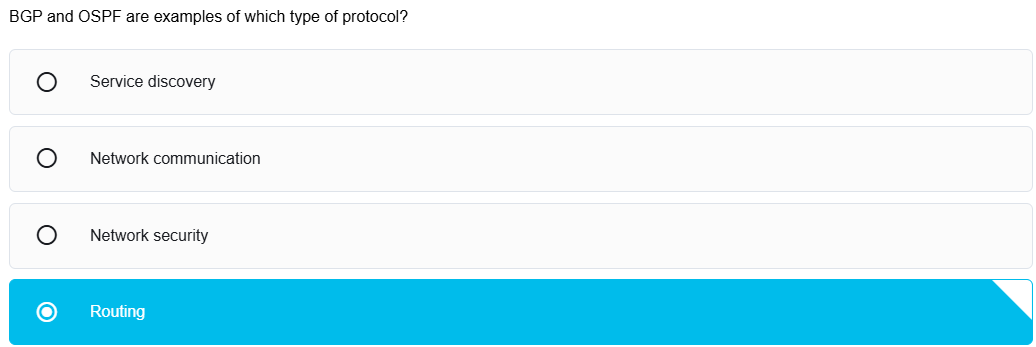 BGP and OSPF are examples of which type of protocol?
Service discovery
Network communication
Network security
Routing